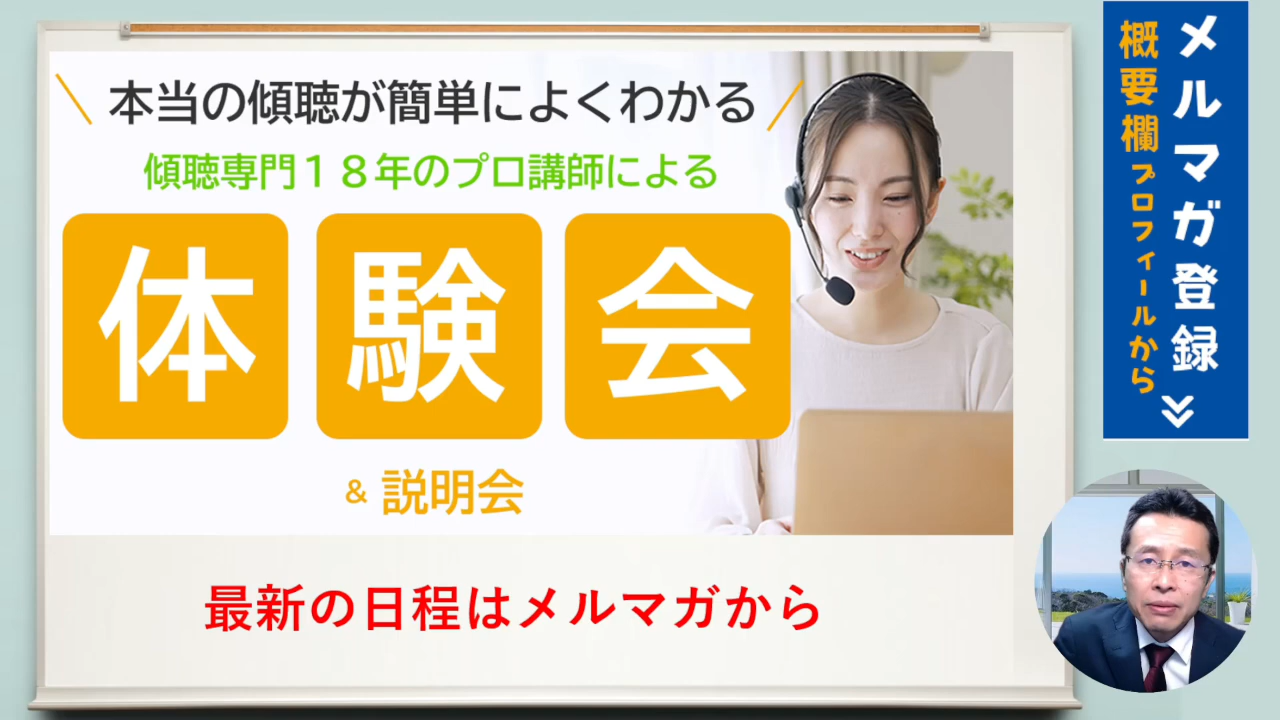 本当の傾聴が簡単によくわかる
傾聴専門１８年のプロ講師による
体験会
& 説明会
最新の日程はメルマガから
メルマガ登録
概要欄プロフィールから